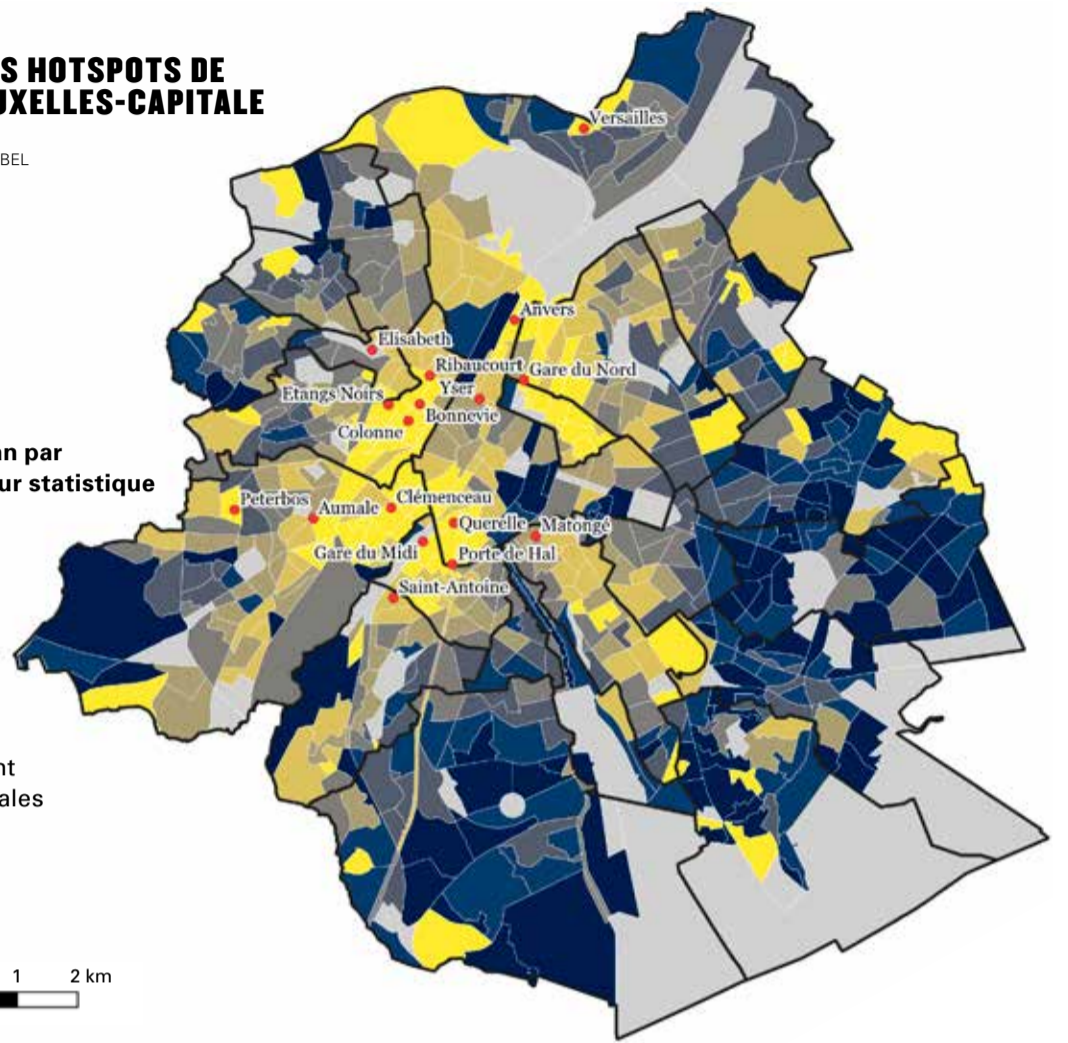 S HOTSPOTS DE
UXELLES-CAPITALE
BEL
Versailles
Anvers
Elisabeth
Ribaucourt
Gare du Nord
Yser
Etangs Noirs
Bonnevie
Colonne
n par
ur statistique
Peterbos
Aumale
Clémenceau
Querelle
Matongé
Gare du Midi
Porte de Hal
Saint-Antoine
nt
ales
1 2 km